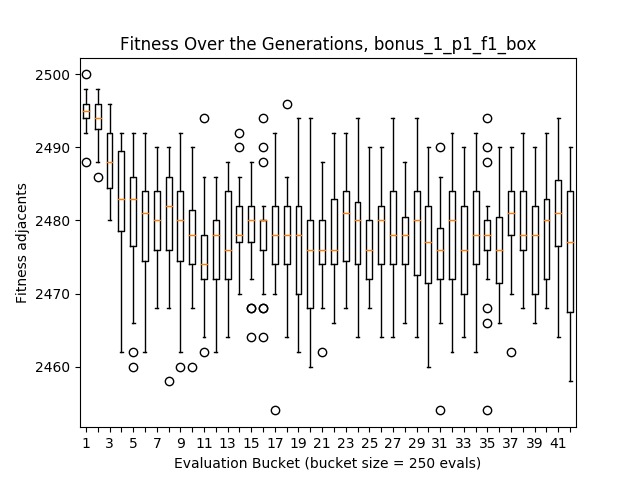 Fitness Over the Generations, bonus_1_p1_f1_box
2500
2490
2480
2470
2460
Fitness adjacents
1 3 5 7 9 11 13 15 17 19 21 23 25 27 29 31 33 35 37 39 41
Evaluation Bucket (bucket size = 250 evals)